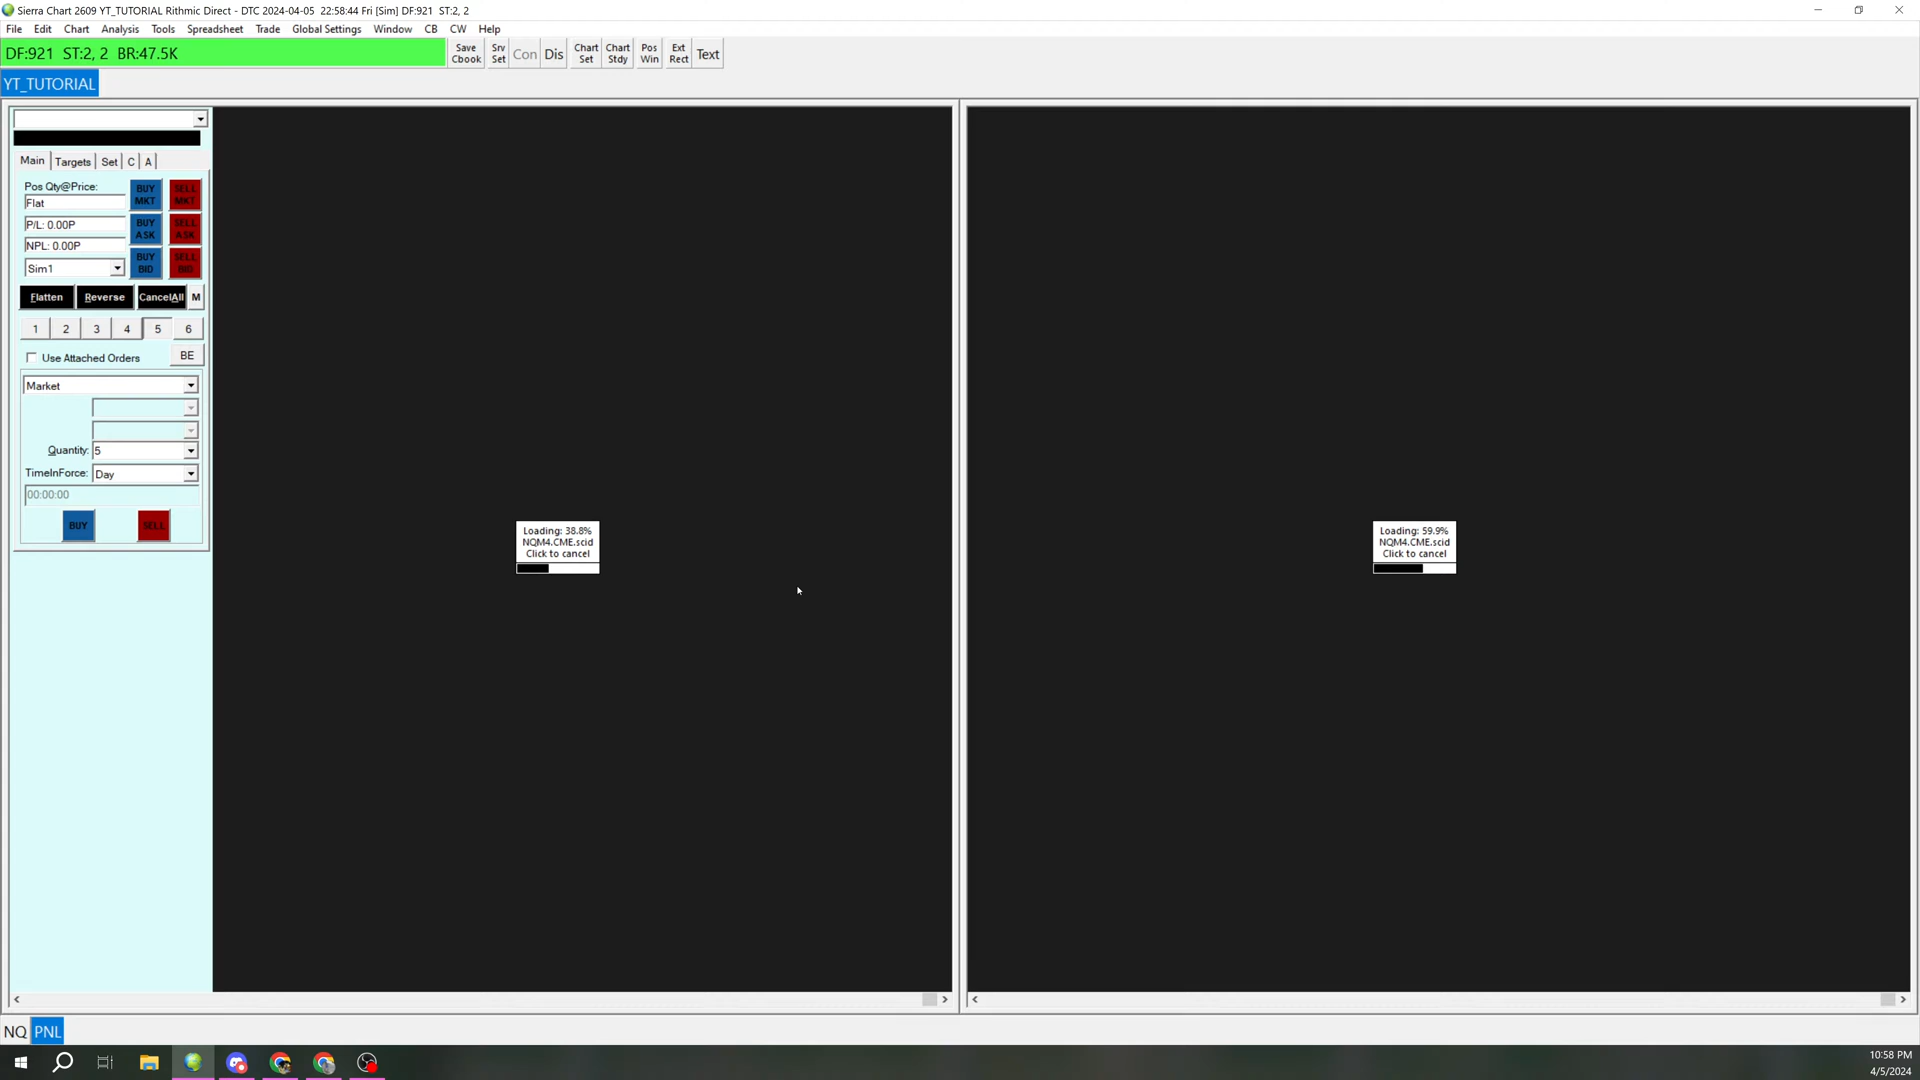 Sierra Chart 2609 YT_TUTORIAL Rithmic Direct - DTC 2024-04-05  22:58:44 Fri [Sim] DF:921  ST:2, 2
File Edit Chart Analysis Tools Spreadsheet Trade Global Settings Window CB CW Help
DF:921  ST:2, 2  BR:47.5K
Save Cbook
Srv Set
Con
Dis
Chart Set
Chart Stdy
Pos Win
Ext Rect
Text
YT_TUTORIAL
Main Targets Set C A
Pos Qty@Price:
Flat
BUY MKT
SELL MKT
P/L: 0.00P
BUY ASK
SELL ASK
NPL: 0.00P
Sim1
BUY BID
SELL BID
Flatten Reverse CancelAll M
1 2 3 4 5 6
Use Attached Orders BE
Market
Quantity: 5
TimeInForce: Day
00:00:00
BUY SELL
Loading: 38.8%
NQM4.CME.scid
Click to cancel
Loading: 59.9%
NQM4.CME.scid
Click to cancel
NQ PNL
10:58 PM
4/5/2024